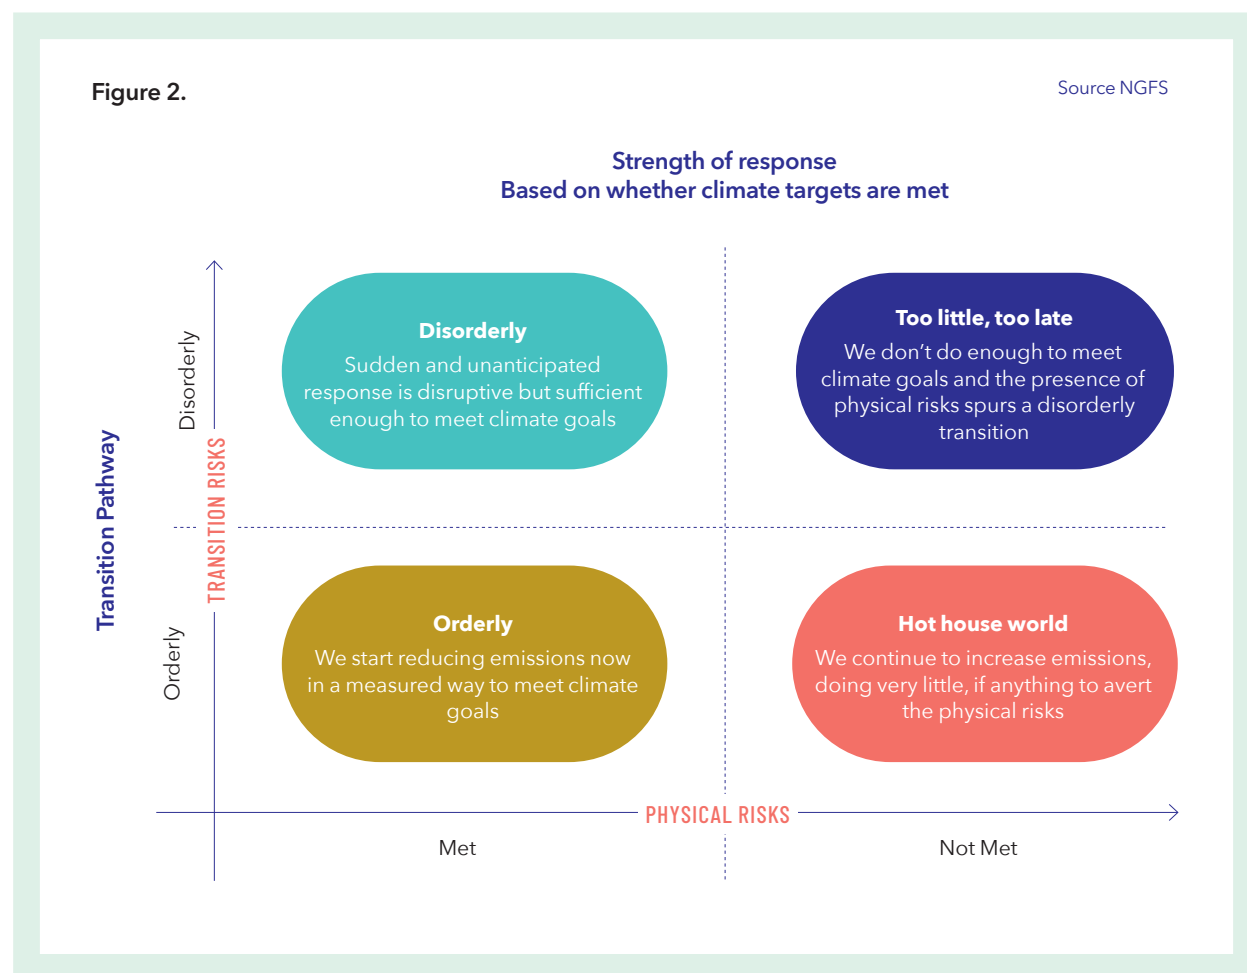 Figure 2.
Source NGFS
Strength of response
Based on whether climate targets are met
Transition Pathway
Disorderly
TRANSITION RISKS
Orderly
Disorderly
Sudden and unanticipated
response is disruptive but sufficient
enough to meet climate goals
Too little, too late
We don’t do enough to meet
climate goals and the presence of
physical risks spurs a disorderly
transition
Orderly
We start reducing emissions now
in a measured way to meet climate
goals
Hot house world
We continue to increase emissions,
doing very little, if anything to avert
the physical risks
PHYSICAL RISKS
Met
Not Met